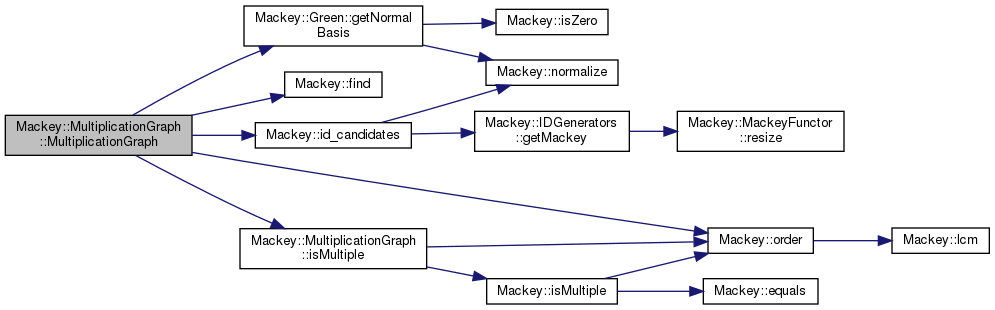 Mackey::MultiplicationGraph
::MultiplicationGraph
Mackey::Green::getNormal
Basis
Mackey::isZero
Mackey::normalize
Mackey::find
Mackey::id_candidates
Mackey::IDGenerators
::getMackey
Mackey::MackeyFunctor
::resize
Mackey::MultiplicationGraph
::isMultiple
Mackey::order
Mackey::lcm
Mackey::isMultiple
Mackey::equals